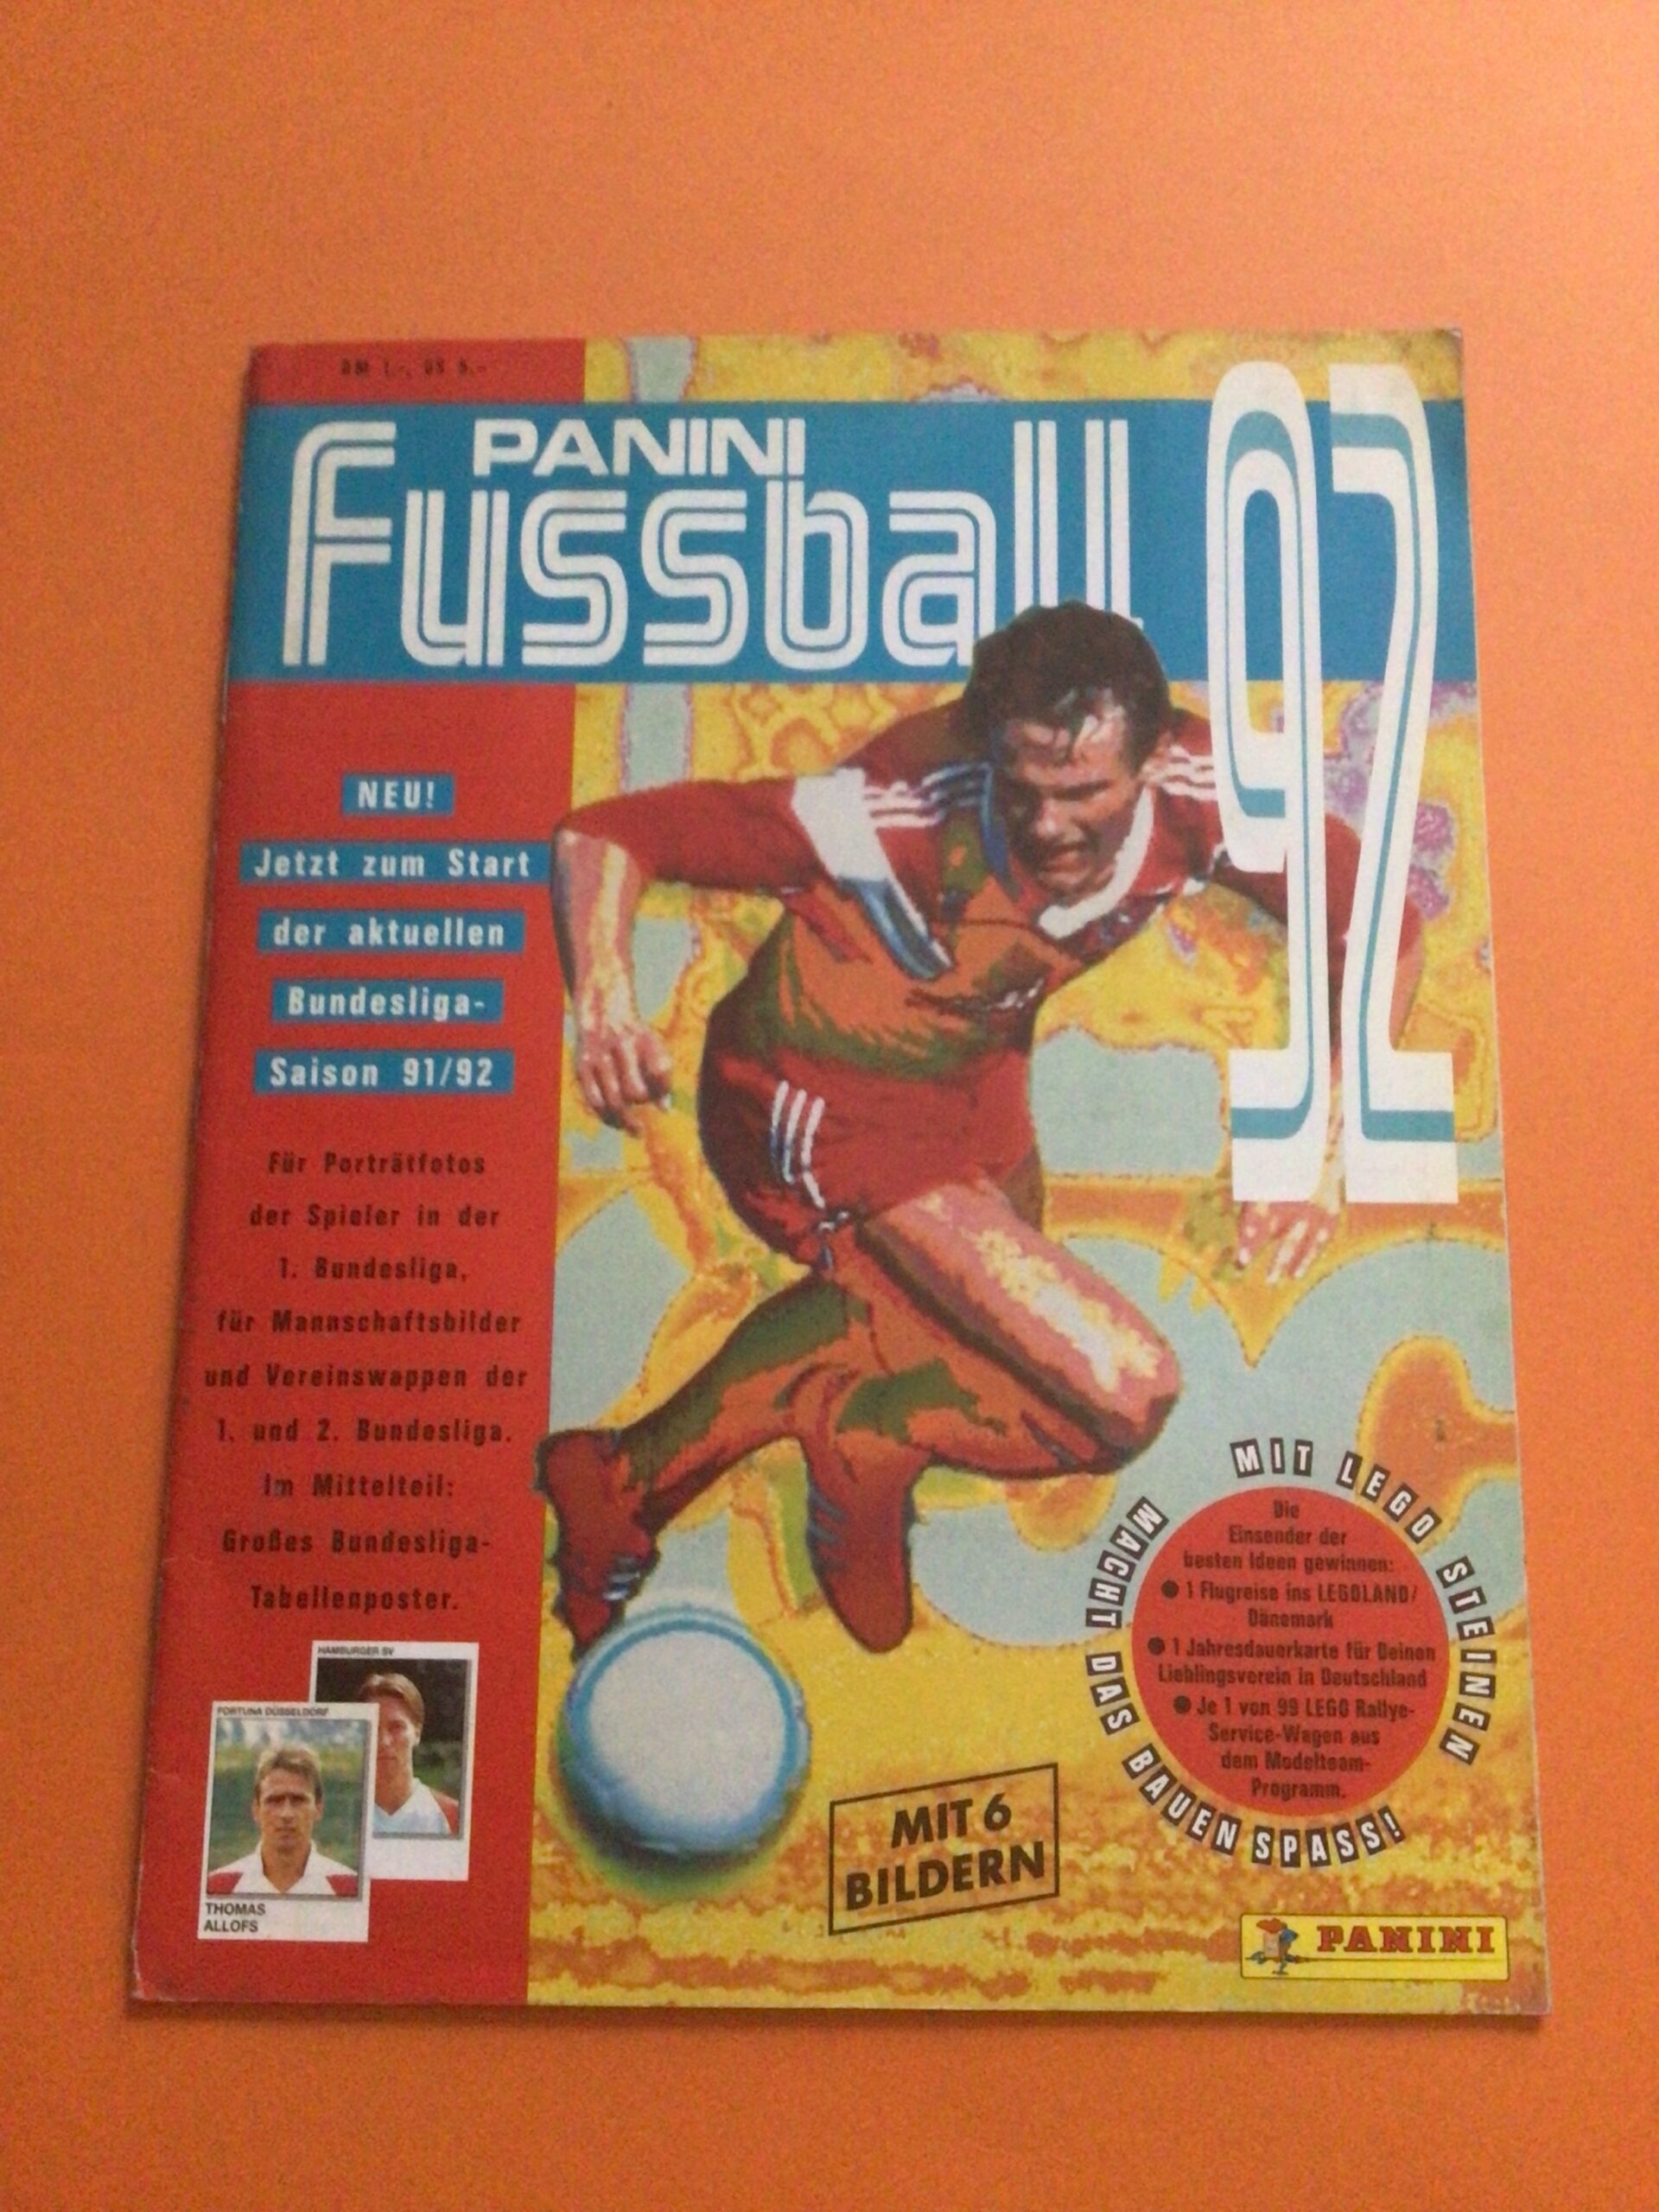 DM 1.-, ÖS 8.-
PANINI
Fussball 92
NEU!
Jetzt zum Start
der aktuellen
Bundesliga-
Saison 91/92
Für Porträtfotos
der Spieler in der
1. Bundesliga,
für Mannschaftsbilder
und Vereinswappen der
1. und 2. Bundesliga.
Im Mittelteil:
Großes Bundesliga-
Tabellenposter.
HAMBURGER SV
FORTUNA DÜSSELDORF
THOMAS
ALLOFS
MIT 6
BILDERN
MIT LEGO STEINEN
MACHT DAS BAUEN SPASS!
Die
Einsender der
besten Ideen gewinnen:
● 1 Flugreise ins LEGOLAND/
Dänemark
● 1 Jahresdauerkarte für Deinen
Lieblingsverein in Deutschland
● Je 1 von 99 LEGO Rallye-
Service-Wagen aus
dem Modelteam-
Programm.
PANINI